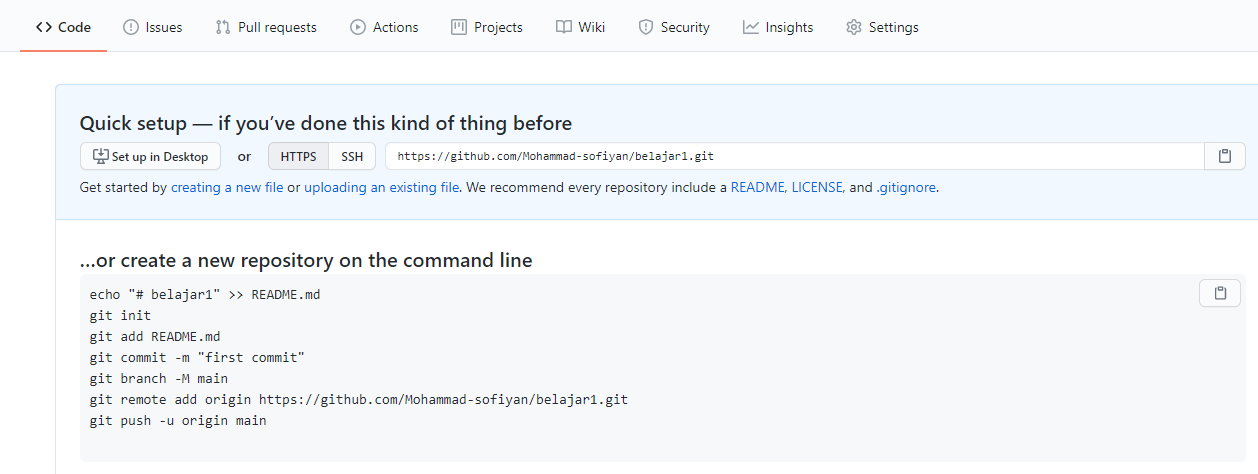 Code Issues Pull requests Actions Projects Wiki Security Insights Settings
Quick setup — if you’ve done this kind of thing before
Set up in Desktop or HTTPS SSH https://github.com/Mohammad-sofiyan/belajar1.git
Get started by creating a new file or uploading an existing file. We recommend every repository include a README, LICENSE, and .gitignore.
…or create a new repository on the command line
echo "# belajar1" >> README.md
git init
git add README.md
git commit -m "first commit"
git branch -M main
git remote add origin https://github.com/Mohammad-sofiyan/belajar1.git
git push -u origin main